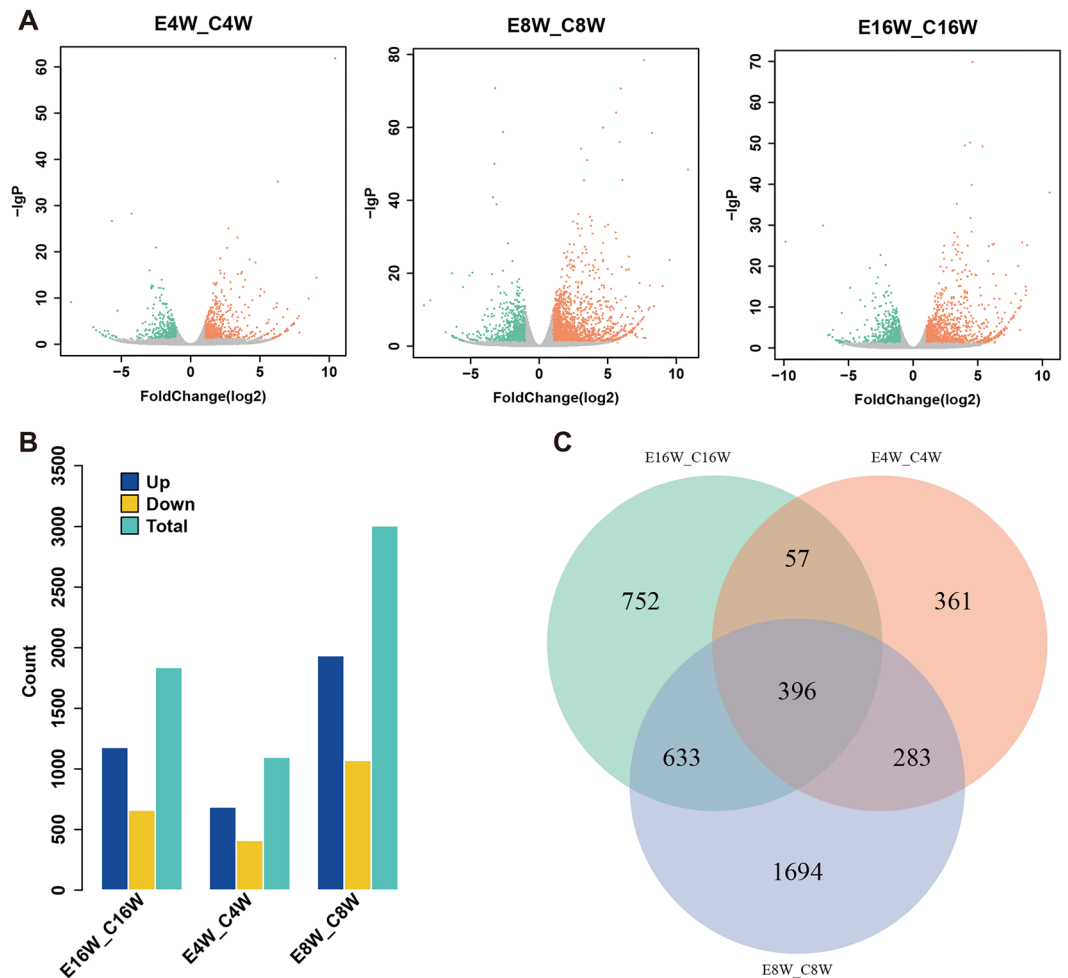 A
E4W_C4W
E8W_C8W
E16W_C16W
−lgP
60
50
40
30
20
10
0
−5
0
5
10
FoldChange(log2)
−lgP
80
60
40
20
0
−5
0
5
10
FoldChange(log2)
−lgP
70
60
50
40
30
20
10
0
−10
−5
0
5
10
FoldChange(log2)
B
Count
3500
3000
2500
2000
1500
1000
500
0
Up
Down
Total
E16W_C16W
E4W_C4W
E8W_C8W
C
E16W_C16W
E4W_C4W
57
752
361
396
633
283
1694
E8W_C8W